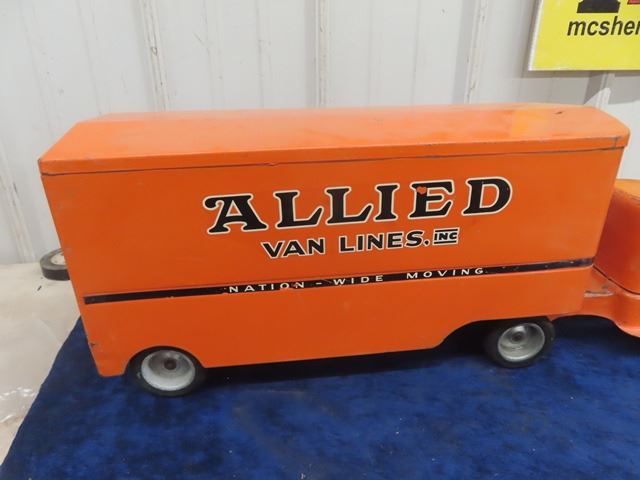 mcsher
ALLIED
VAN LINES. INC
NATION - WIDE MOVING